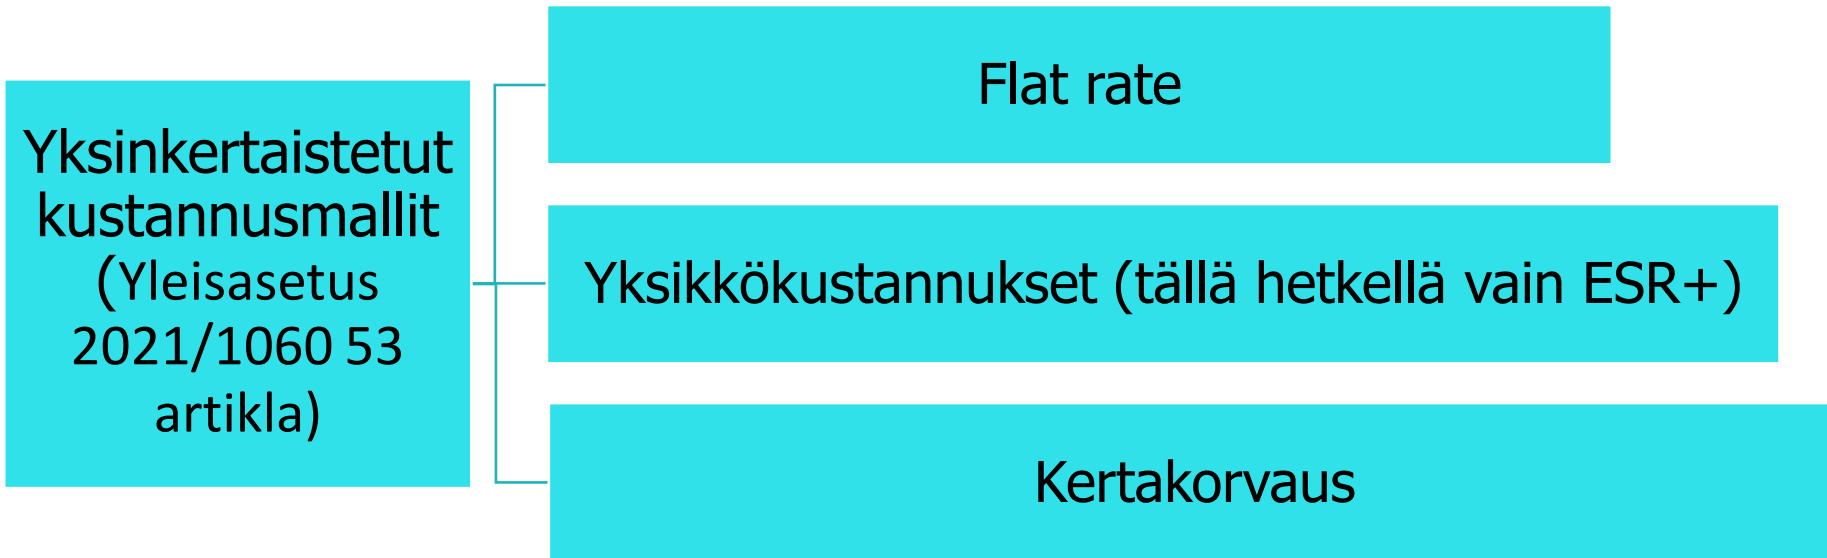 Yksinkertaistetut
kustannusmallit
(Yleisasetus
2021/1060 53
artikla)
Flat rate
Yksikkökustannukset (tällä hetkellä vain ESR+)
Kertakorvaus